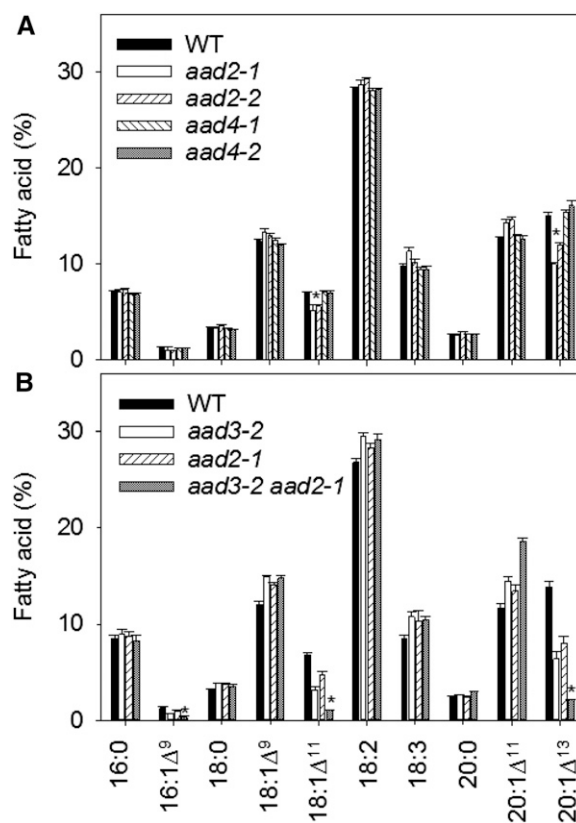 A
WT
aad2-1
aad2-2
aad4-1
aad4-2
Fatty acid (%)
30
20
10
0
*
*
B
WT
aad3-2
aad2-1
aad3-2 aad2-1
Fatty acid (%)
30
20
10
0
*
*
*
16:0
16:1Δ⁹
18:0
18:1Δ⁹
18:1Δ¹¹
18:2
18:3
20:0
20:1Δ¹¹
20:1Δ¹³